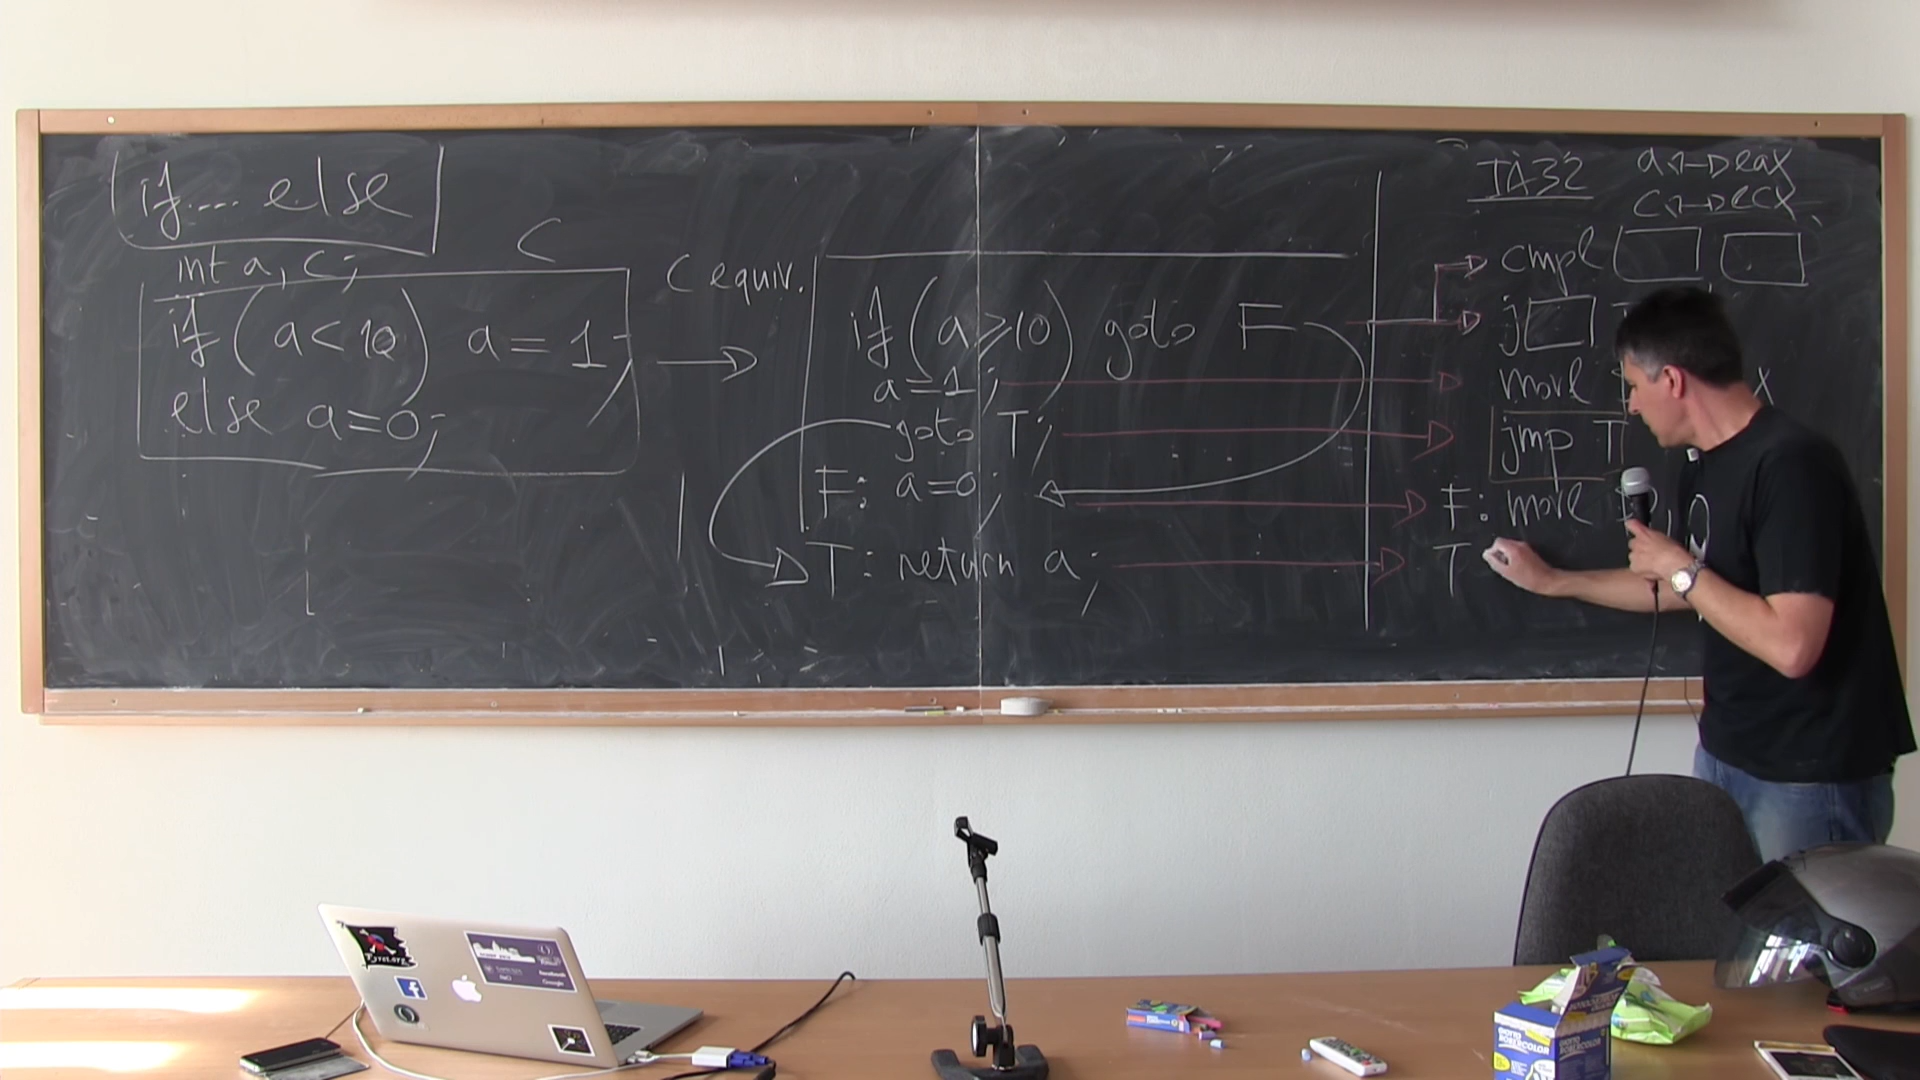 if.... else
int a, c;
C
if (a < 10) a = 1;
else a=0;
C equiv.
if (a ≥ 10) goto F
a=1;
goto T;
F: a=0;
T: return a;
IA32
a ↔ eax
c ↔ ecx
cmpl
j
movl
jmp T
F: movl
T